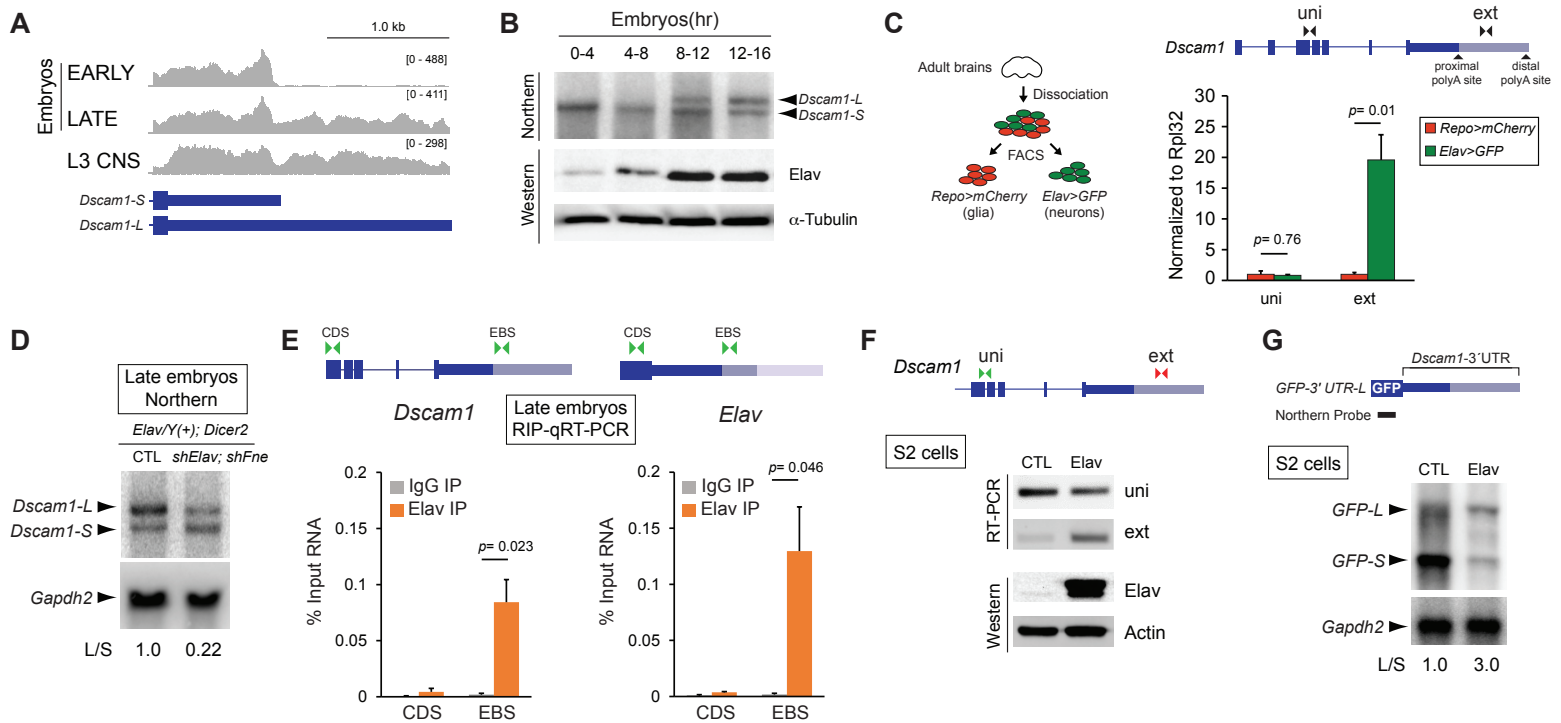 A
1.0 kb
Embryos
EARLY
[0 - 488]
LATE
[0 - 411]
L3 CNS
[0 - 298]
Dscam1-S
Dscam1-L
B
Embryos(hr)
0-4 4-8 8-12 12-16
Northern
Dscam1-L
Dscam1-S
Western
Elav
α-Tubulin
C
Adult brains
Dissociation
FACS
Repo>mCherry
(glia)
Elav>GFP
(neurons)
uni ext
Dscam1
proximal
polyA site
distal
polyA site
Normalized to Rpl32
30
25
20
15
10
5
0
p= 0.76
p= 0.01
Repo>mCherry
Elav>GFP
uni ext
D
Late embryos
Northern
Elav/Y(+); Dicer2
CTL shElav; shFne
Dscam1-L
Dscam1-S
Gapdh2
L/S 1.0 0.22
E
CDS EBS
Dscam1
CDS EBS
Elav
Late embryos
RIP-qRT-PCR
% Input RNA
0.2
0.15
0.1
0.05
0
IgG IP
Elav IP
p= 0.023
CDS EBS
% Input RNA
0.2
0.15
0.1
0.05
0
IgG IP
Elav IP
p= 0.046
CDS EBS
F
Dscam1
uni ext
S2 cells
CTL Elav
RT-PCR
uni
ext
Western
Elav
Actin
G
Dscam1-3´UTR
GFP-3' UTR-L GFP
Northern Probe
S2 cells
CTL Elav
GFP-L
GFP-S
Gapdh2
L/S 1.0 3.0